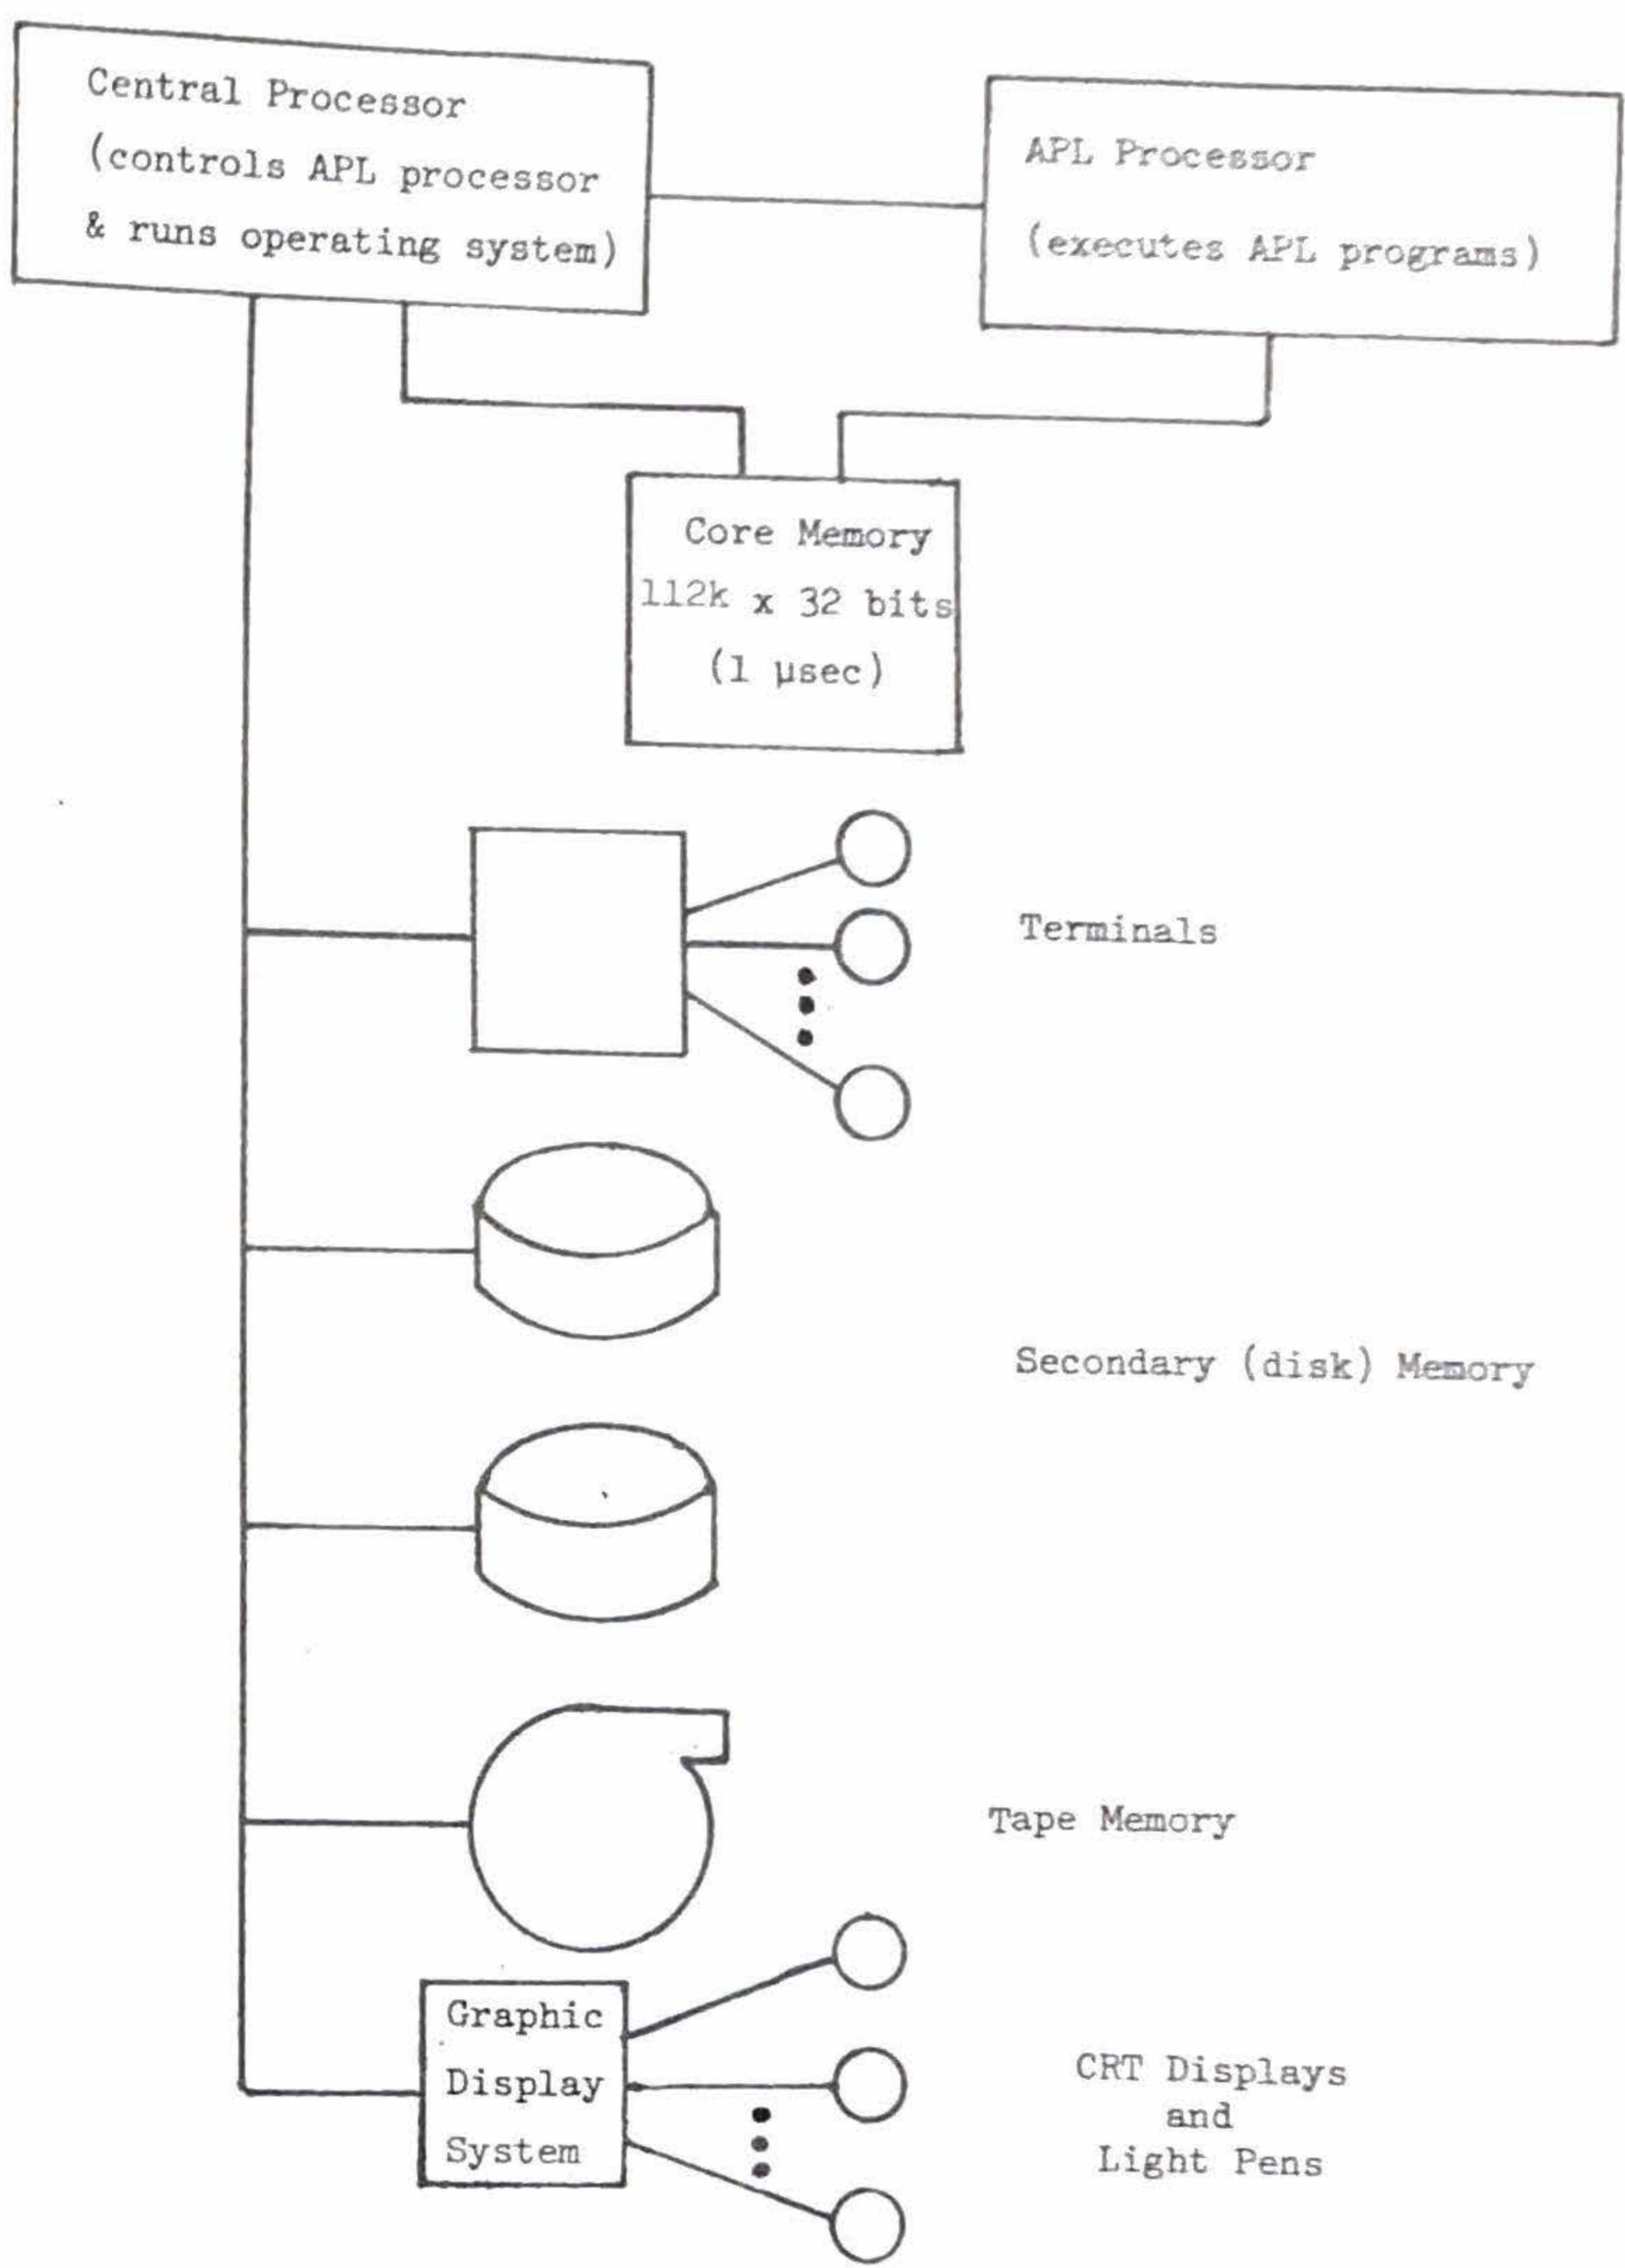 Central Processor
(controls APL processor
& runs operating system)
APL Processor
(executes APL programs)
Core Memory
112k x 32 bits
(1 μsec)
Terminals
Secondary (disk) Memory
Tape Memory
Graphic
Display
System
CRT Displays
and
Light Pens